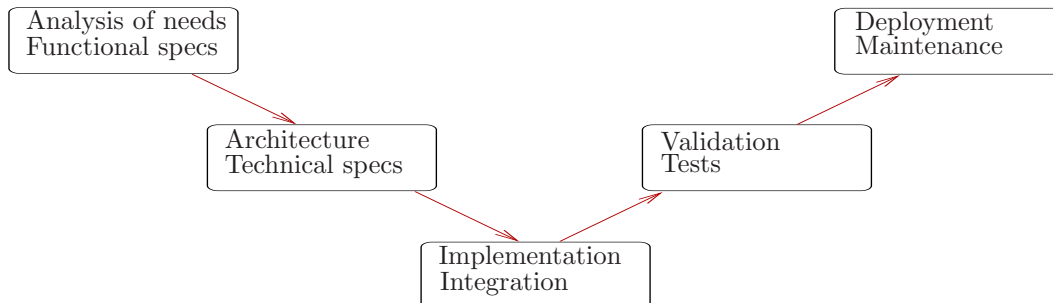 Analysis of needs
Functional specs
Deployment
Maintenance
Architecture
Technical specs
Validation
Tests
Implementation
Integration